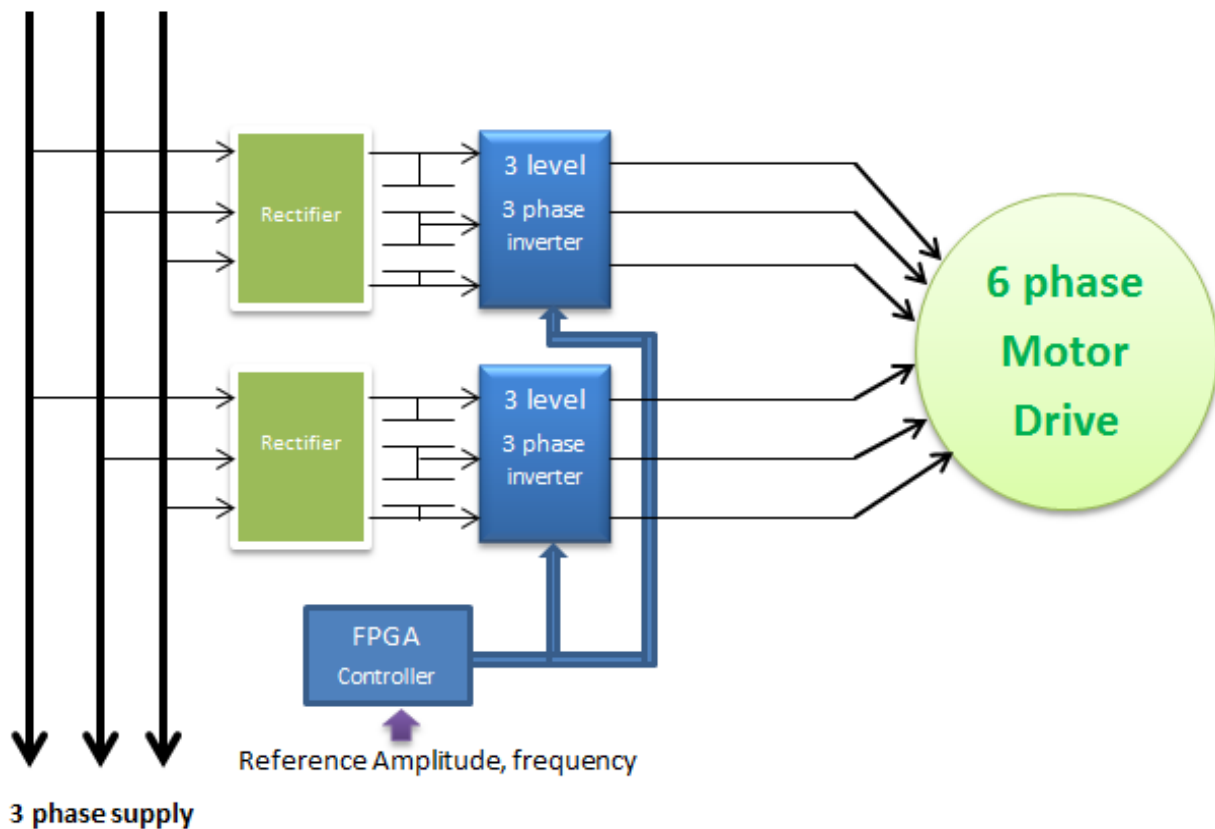 Rectifier
3 level
3 phase
inverter
6 phase
Motor
Drive
Rectifier
3 level
3 phase
inverter
FPGA
Controller
Reference Amplitude, frequency
3 phase supply